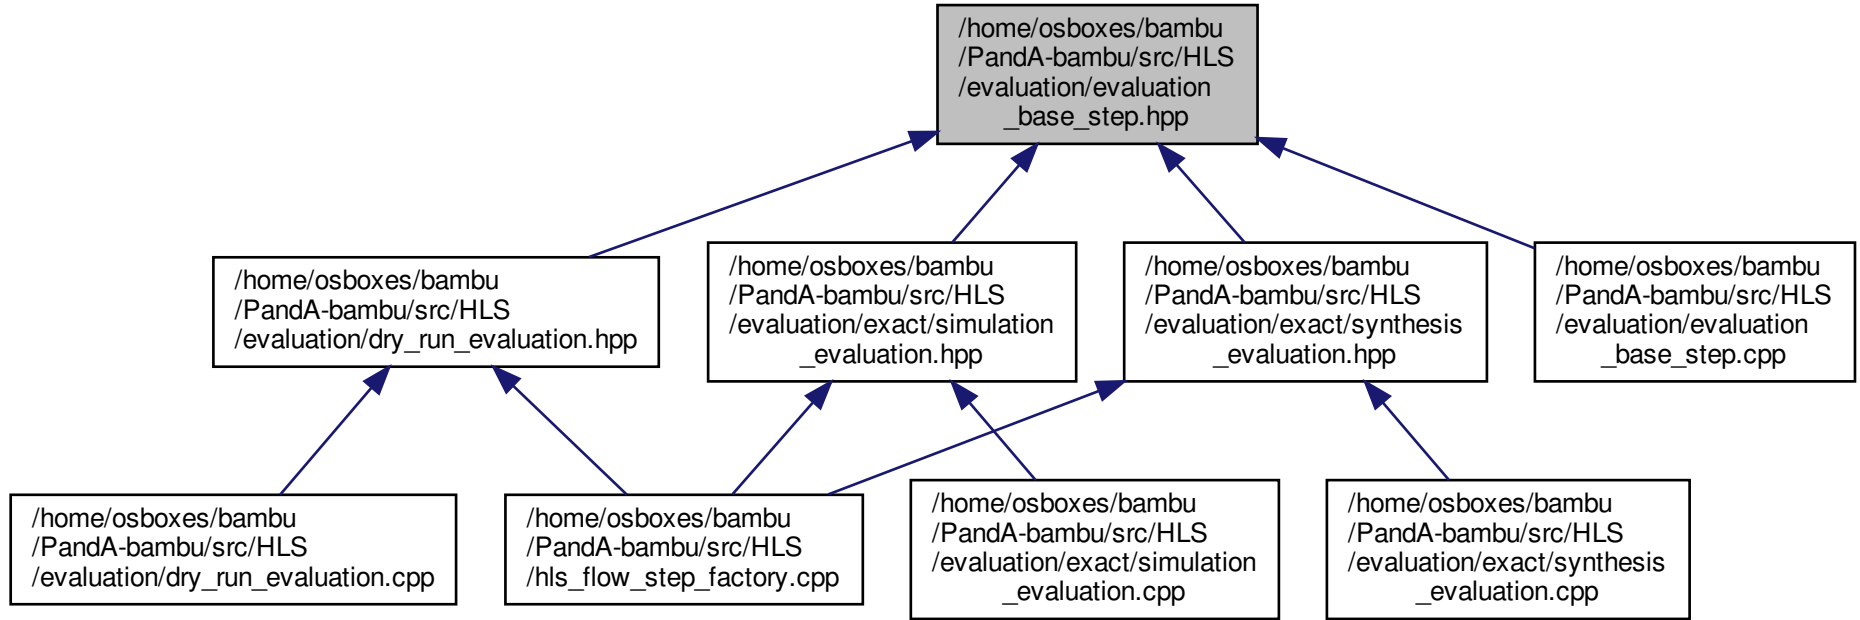 /home/osboxes/bambu
/PandA-bambu/src/HLS
/evaluation/evaluation
_base_step.hpp
/home/osboxes/bambu
/PandA-bambu/src/HLS
/evaluation/dry_run_evaluation.hpp
/home/osboxes/bambu
/PandA-bambu/src/HLS
/evaluation/exact/simulation
_evaluation.hpp
/home/osboxes/bambu
/PandA-bambu/src/HLS
/evaluation/exact/synthesis
_evaluation.hpp
/home/osboxes/bambu
/PandA-bambu/src/HLS
/evaluation/evaluation
_base_step.cpp
/home/osboxes/bambu
/PandA-bambu/src/HLS
/evaluation/dry_run_evaluation.cpp
/home/osboxes/bambu
/PandA-bambu/src/HLS
/hls_flow_step_factory.cpp
/home/osboxes/bambu
/PandA-bambu/src/HLS
/evaluation/exact/simulation
_evaluation.cpp
/home/osboxes/bambu
/PandA-bambu/src/HLS
/evaluation/exact/synthesis
_evaluation.cpp